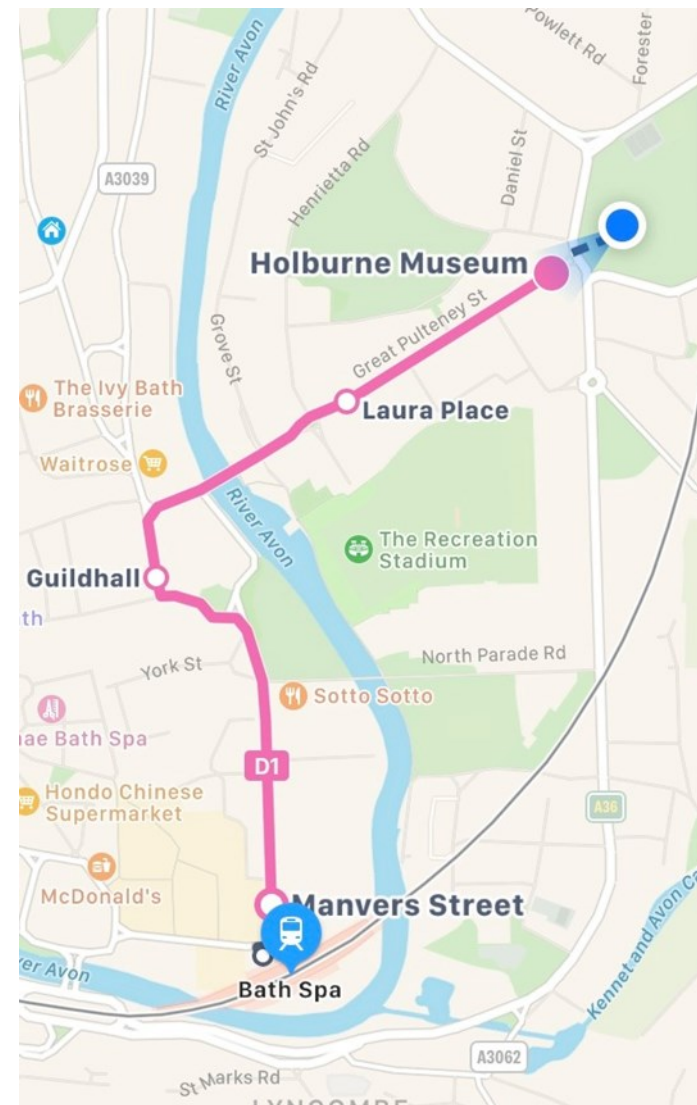 Powlett Rd
Forester
River Avon
St John's Rd
A3039
Henrietta Rd
Daniel St
Holburne Museum
Great Pulteney St
Grove St
The Ivy Bath
Brasserie
Laura Place
Waitrose
River Avon
The Recreation
Stadium
Guildhall
th
York St
North Parade Rd
Sotto Sotto
nae Bath Spa
D1
Hondo Chinese
Supermarket
A36
McDonald's
Manvers Street
ver Avon
Bath Spa
Kennet and Avon Ca
A3062
St Marks Rd
LYNCOMBE